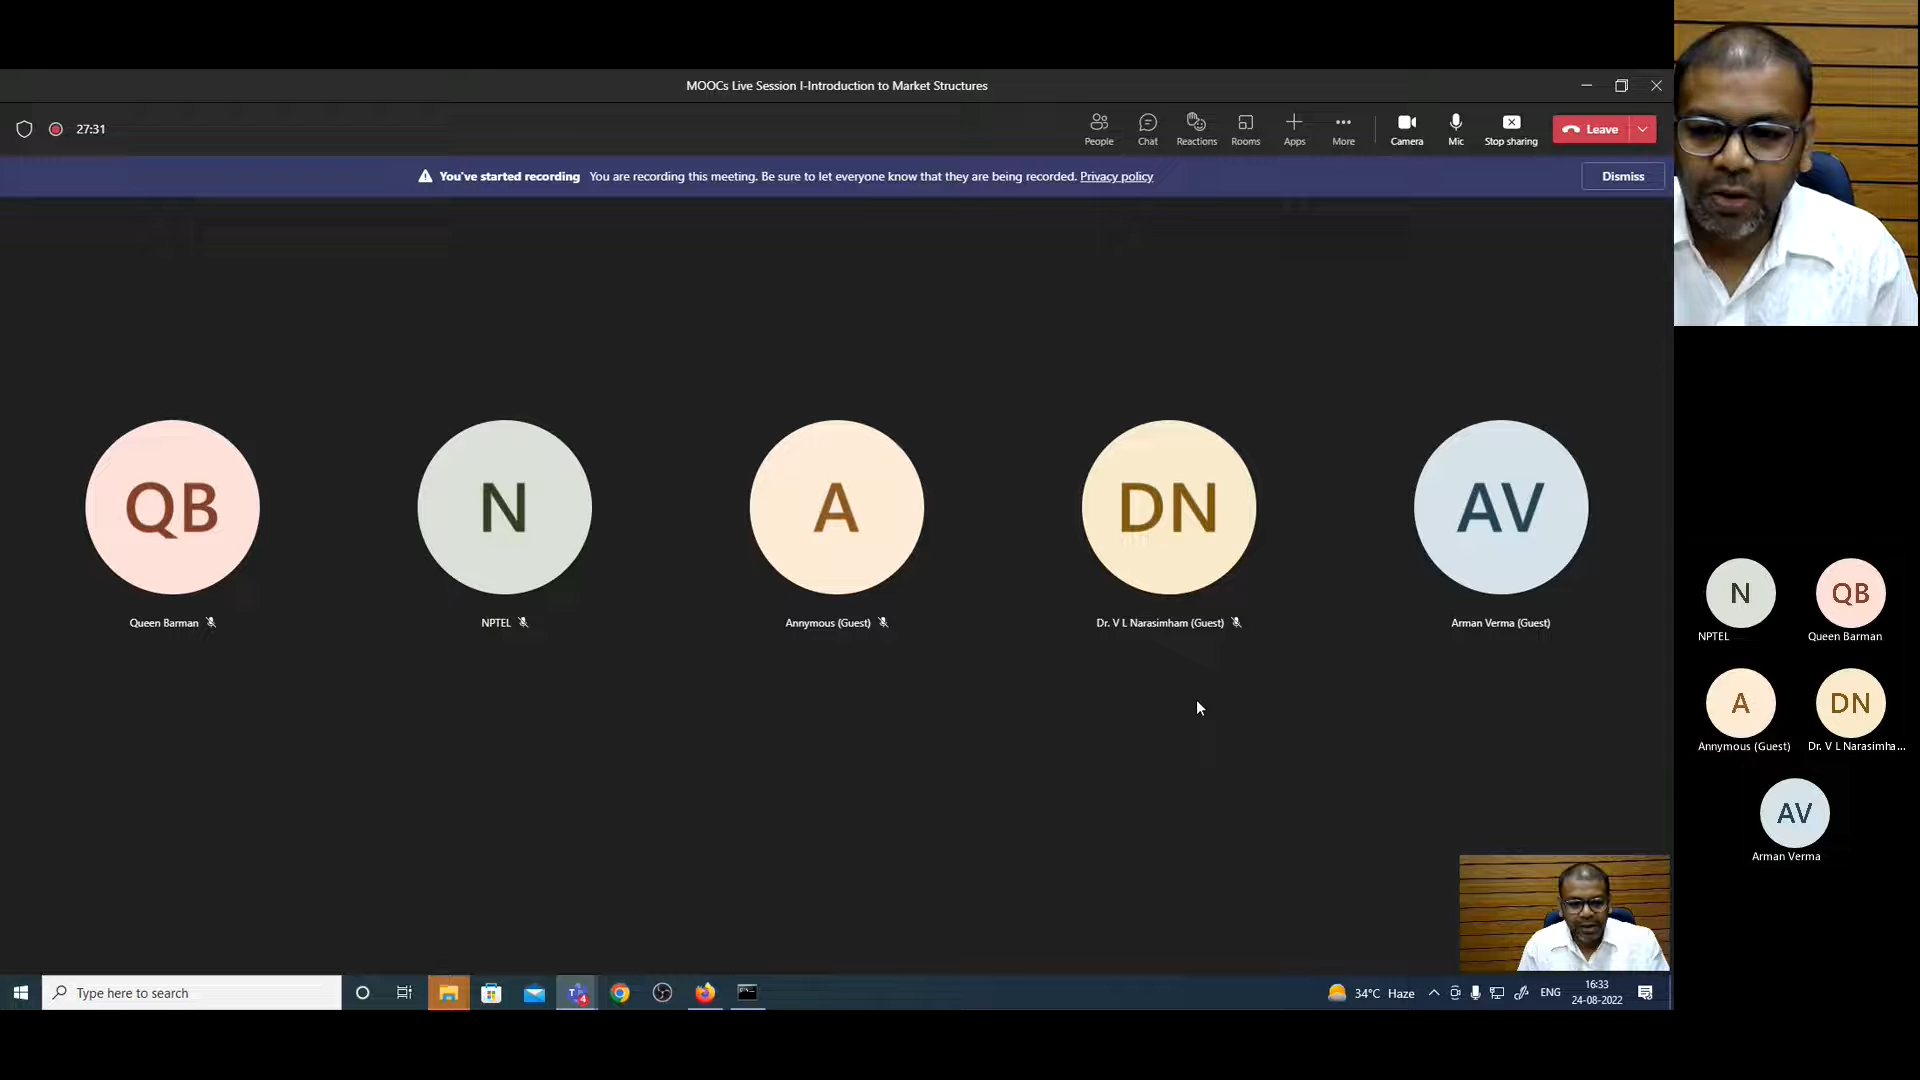 MOOCs Live Session I-Introduction to Market Structures
27:31
People
Chat
Reactions
Rooms
Apps
More
Camera
Mic
Stop sharing
Leave
You've started recording You are recording this meeting. Be sure to let everyone know that they are being recorded. Privacy policy
Dismiss
QB
N
A
DN
AV
Queen Barman
NPTEL
Annymous (Guest)
Dr. V L Narasimham (Guest)
Arman Verma (Guest)
N
QB
NPTEL
Queen Barman
A
DN
Annymous (Guest)
Dr. V L Narasimha...
AV
Arman Verma
Type here to search
4
34°C Haze
ENG
16:33
24-08-2022